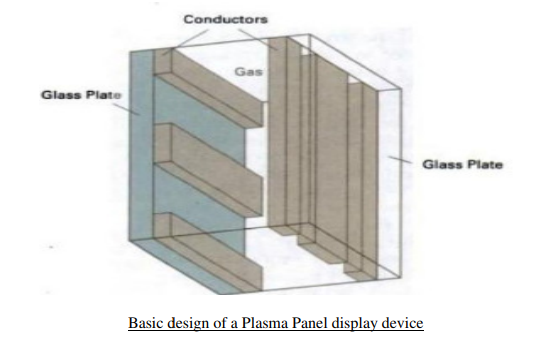 Conductors
Gas
Glass Plate
Glass Plate
Basic design of a Plasma Panel display device